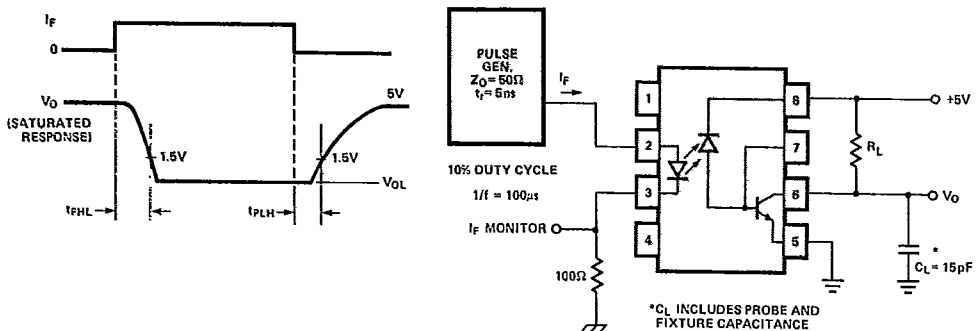 I_F
0
V_O
(SATURATED
RESPONSE)
5V
1.5V
1.5V
V_OL
t_PHL
t_PLH
PULSE
GEN.
Z_O = 50Ω
t_r = 5ns
I_F
10% DUTY CYCLE
1/f = 100μs
I_F MONITOR
100Ω
1
2
3
4
8
7
6
5
+5V
R_L
V_O
*
C_L = 15pF
*C_L INCLUDES PROBE AND
FIXTURE CAPACITANCE